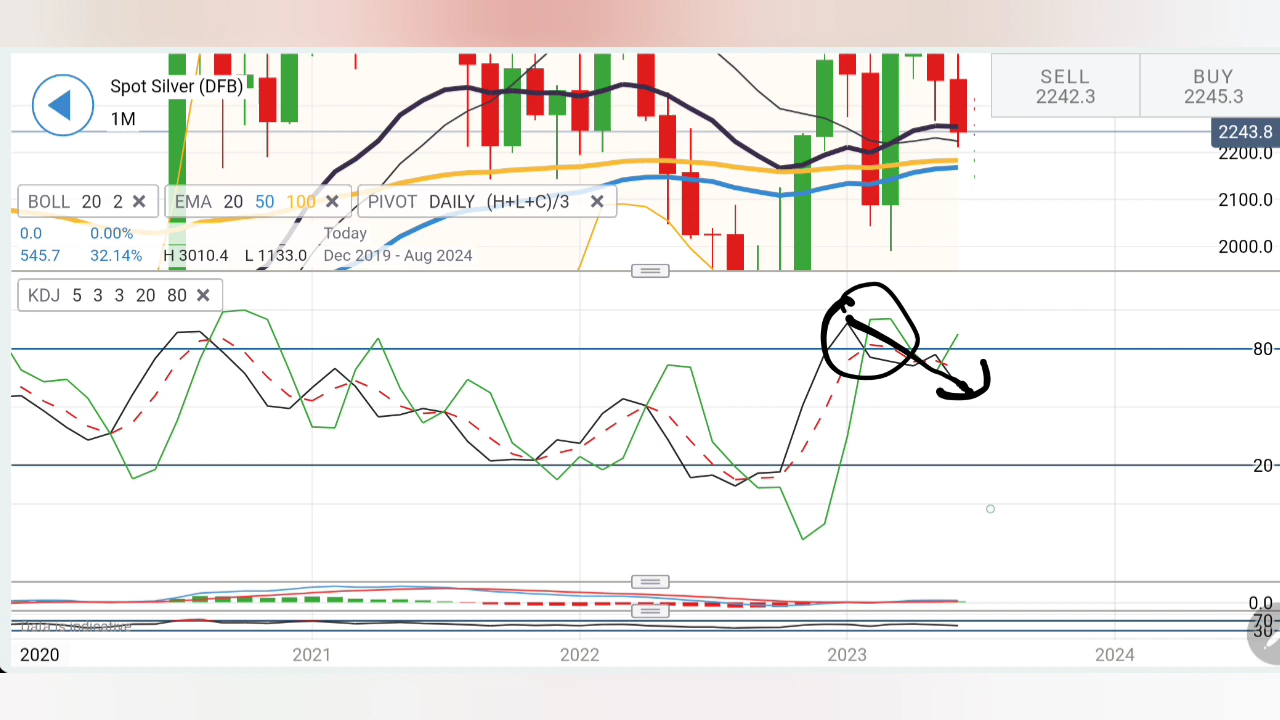 Spot Silver (DFB)
1M
SELL
2242.3
BUY
2245.3
2243.8
2200.0
2100.0
2000.0
BOLL 20 2
EMA 20 50 100
PIVOT DAILY (H+L+C)/3
0.0 0.00% Today
545.7 32.14% H 3010.4 L 1133.0 Dec 2019 - Aug 2024
KDJ 5 3 3 20 80
80
20
0.0
70
30
Data is indicative
2020 2021 2022 2023 2024